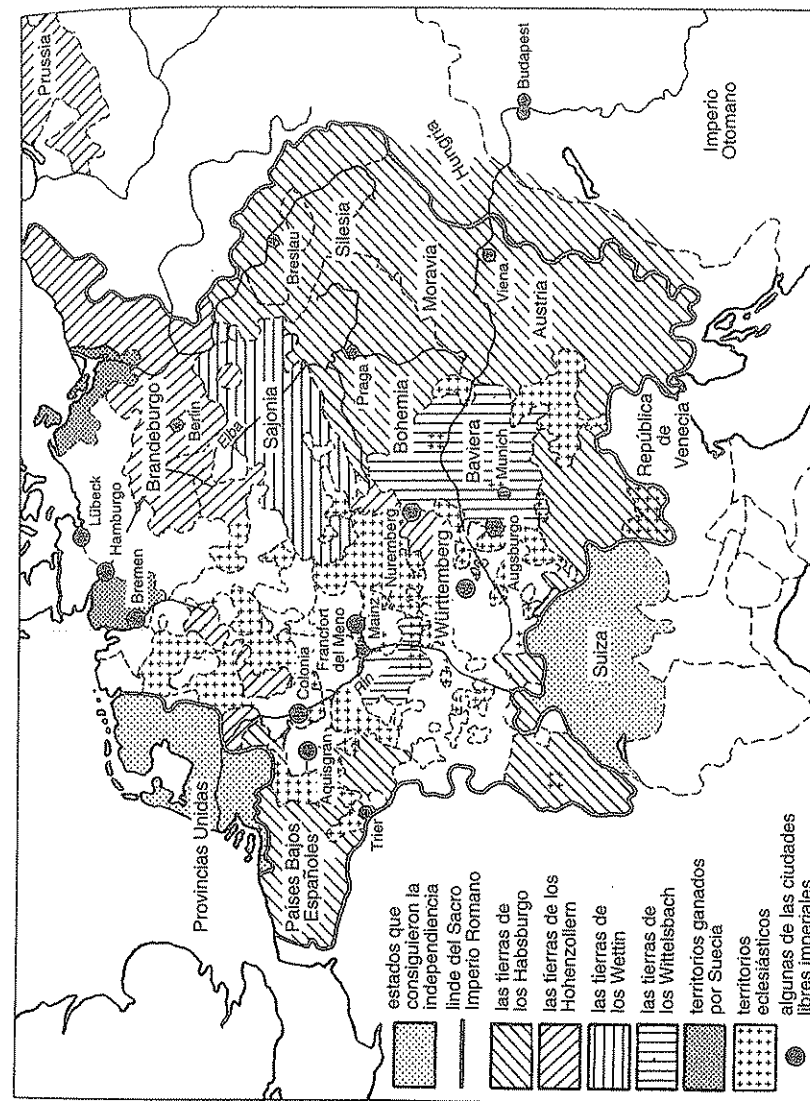 Prussia
Lübeck
Hamburgo
Bremen
Brandeburgo
Berlín
Elba
Provincias Unidas
Países Bajos
Españoles
Colonia
Aquisgran
Trier
Rin
Francfort
del Meno
Mainz
Sajonia
Breslau
Silesia
Praga
Bohemia
Moravia
Nuremberg
Württemberg
Augsburgo
Baviera
Munich
Viena
Austria
Hungria
Budapest
Imperio
Otomano
República
de
Venecia
Suiza
estados que
consiguieron la
independiencia
linde del Sacro
Imperio Romano
las tierras de
los Habsburgo
las tierras de los
Hohenzollern
las tierras de
los Wettin
las tierras de
los Wittelsbach
territorios ganados
por Suecia
territorios
eclesiásticos
algunas de las ciudades
libres imperiales